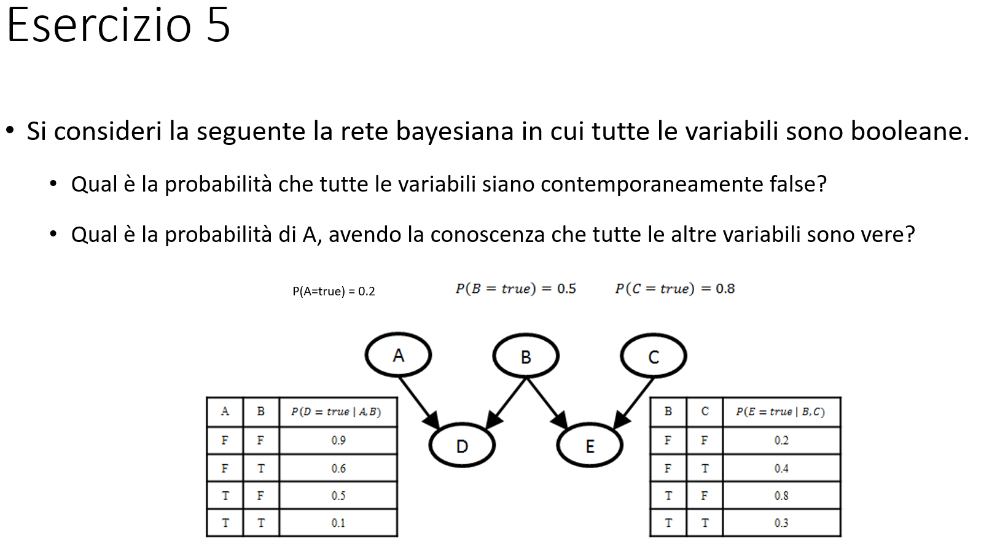 Esercizio 5
• Si consideri la seguente la rete bayesiana in cui tutte le variabili sono booleane.
• Qual è la probabilità che tutte le variabili siano contemporaneamente false?
• Qual è la probabilità di A, avendo la conoscenza che tutte le altre variabili sono vere?
P(A=true) = 0.2 P(B = true) = 0.5 P(C = true) = 0.8
A B C
D E
A B P(D = true | A,B)
F F 0.9
F T 0.6
T F 0.5
T T 0.1
B C P(E = true | B,C)
F F 0.2
F T 0.4
T F 0.8
T T 0.3